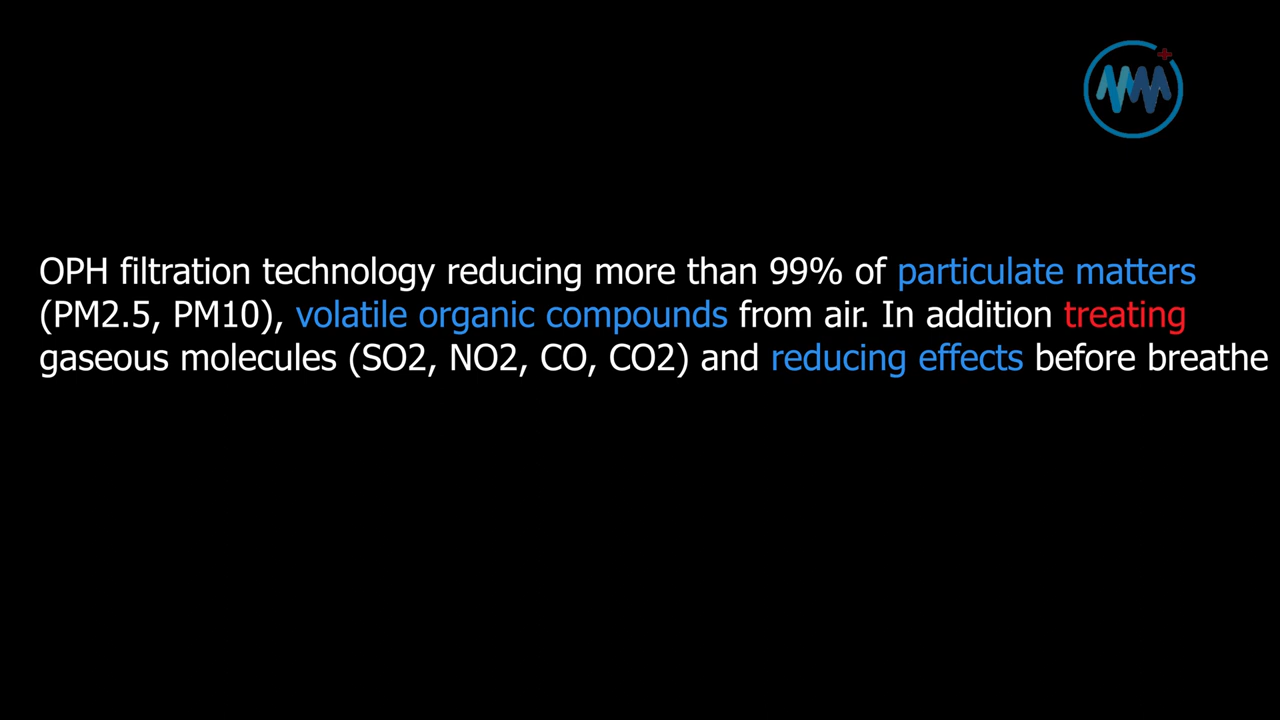 OPH filtration technology reducing more than 99% of particulate matters
(PM2.5, PM10), volatile organic compounds from air. In addition treating
gaseous molecules (SO2, NO2, CO, CO2) and reducing effects before breathe